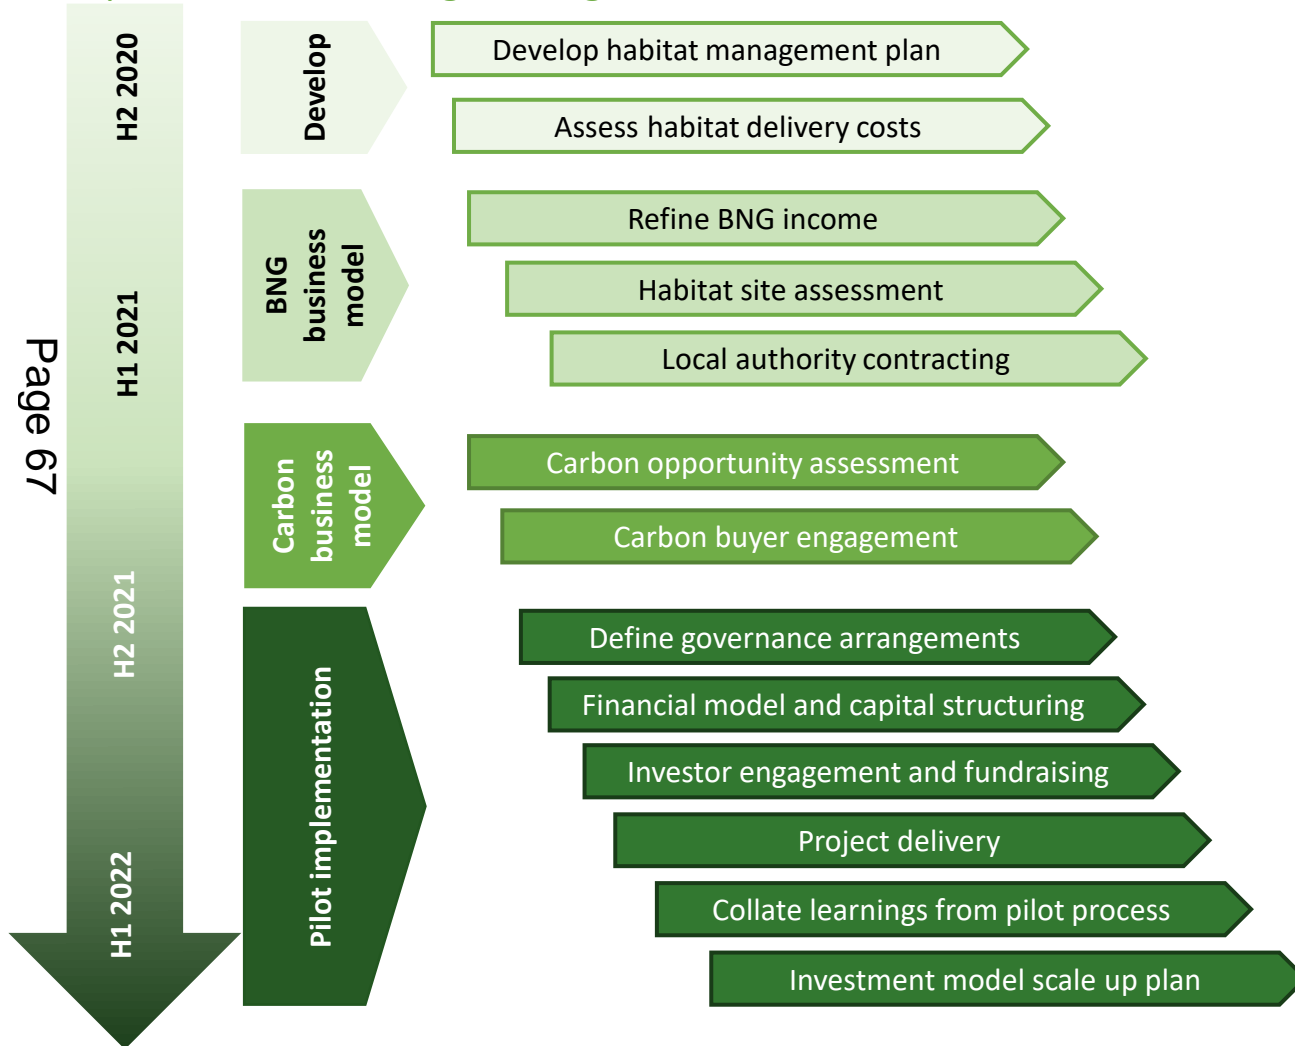 H2 2020
Develop
Develop habitat management plan
Assess habitat delivery costs
H1 2021
BNG
business
model
Refine BNG income
Habitat site assessment
Local authority contracting
Page 67
Carbon
business
model
Carbon opportunity assessment
Carbon buyer engagement
H2 2021
Pilot implementation
Define governance arrangements
Financial model and capital structuring
Investor engagement and fundraising
Project delivery
H1 2022
Collate learnings from pilot process
Investment model scale up plan